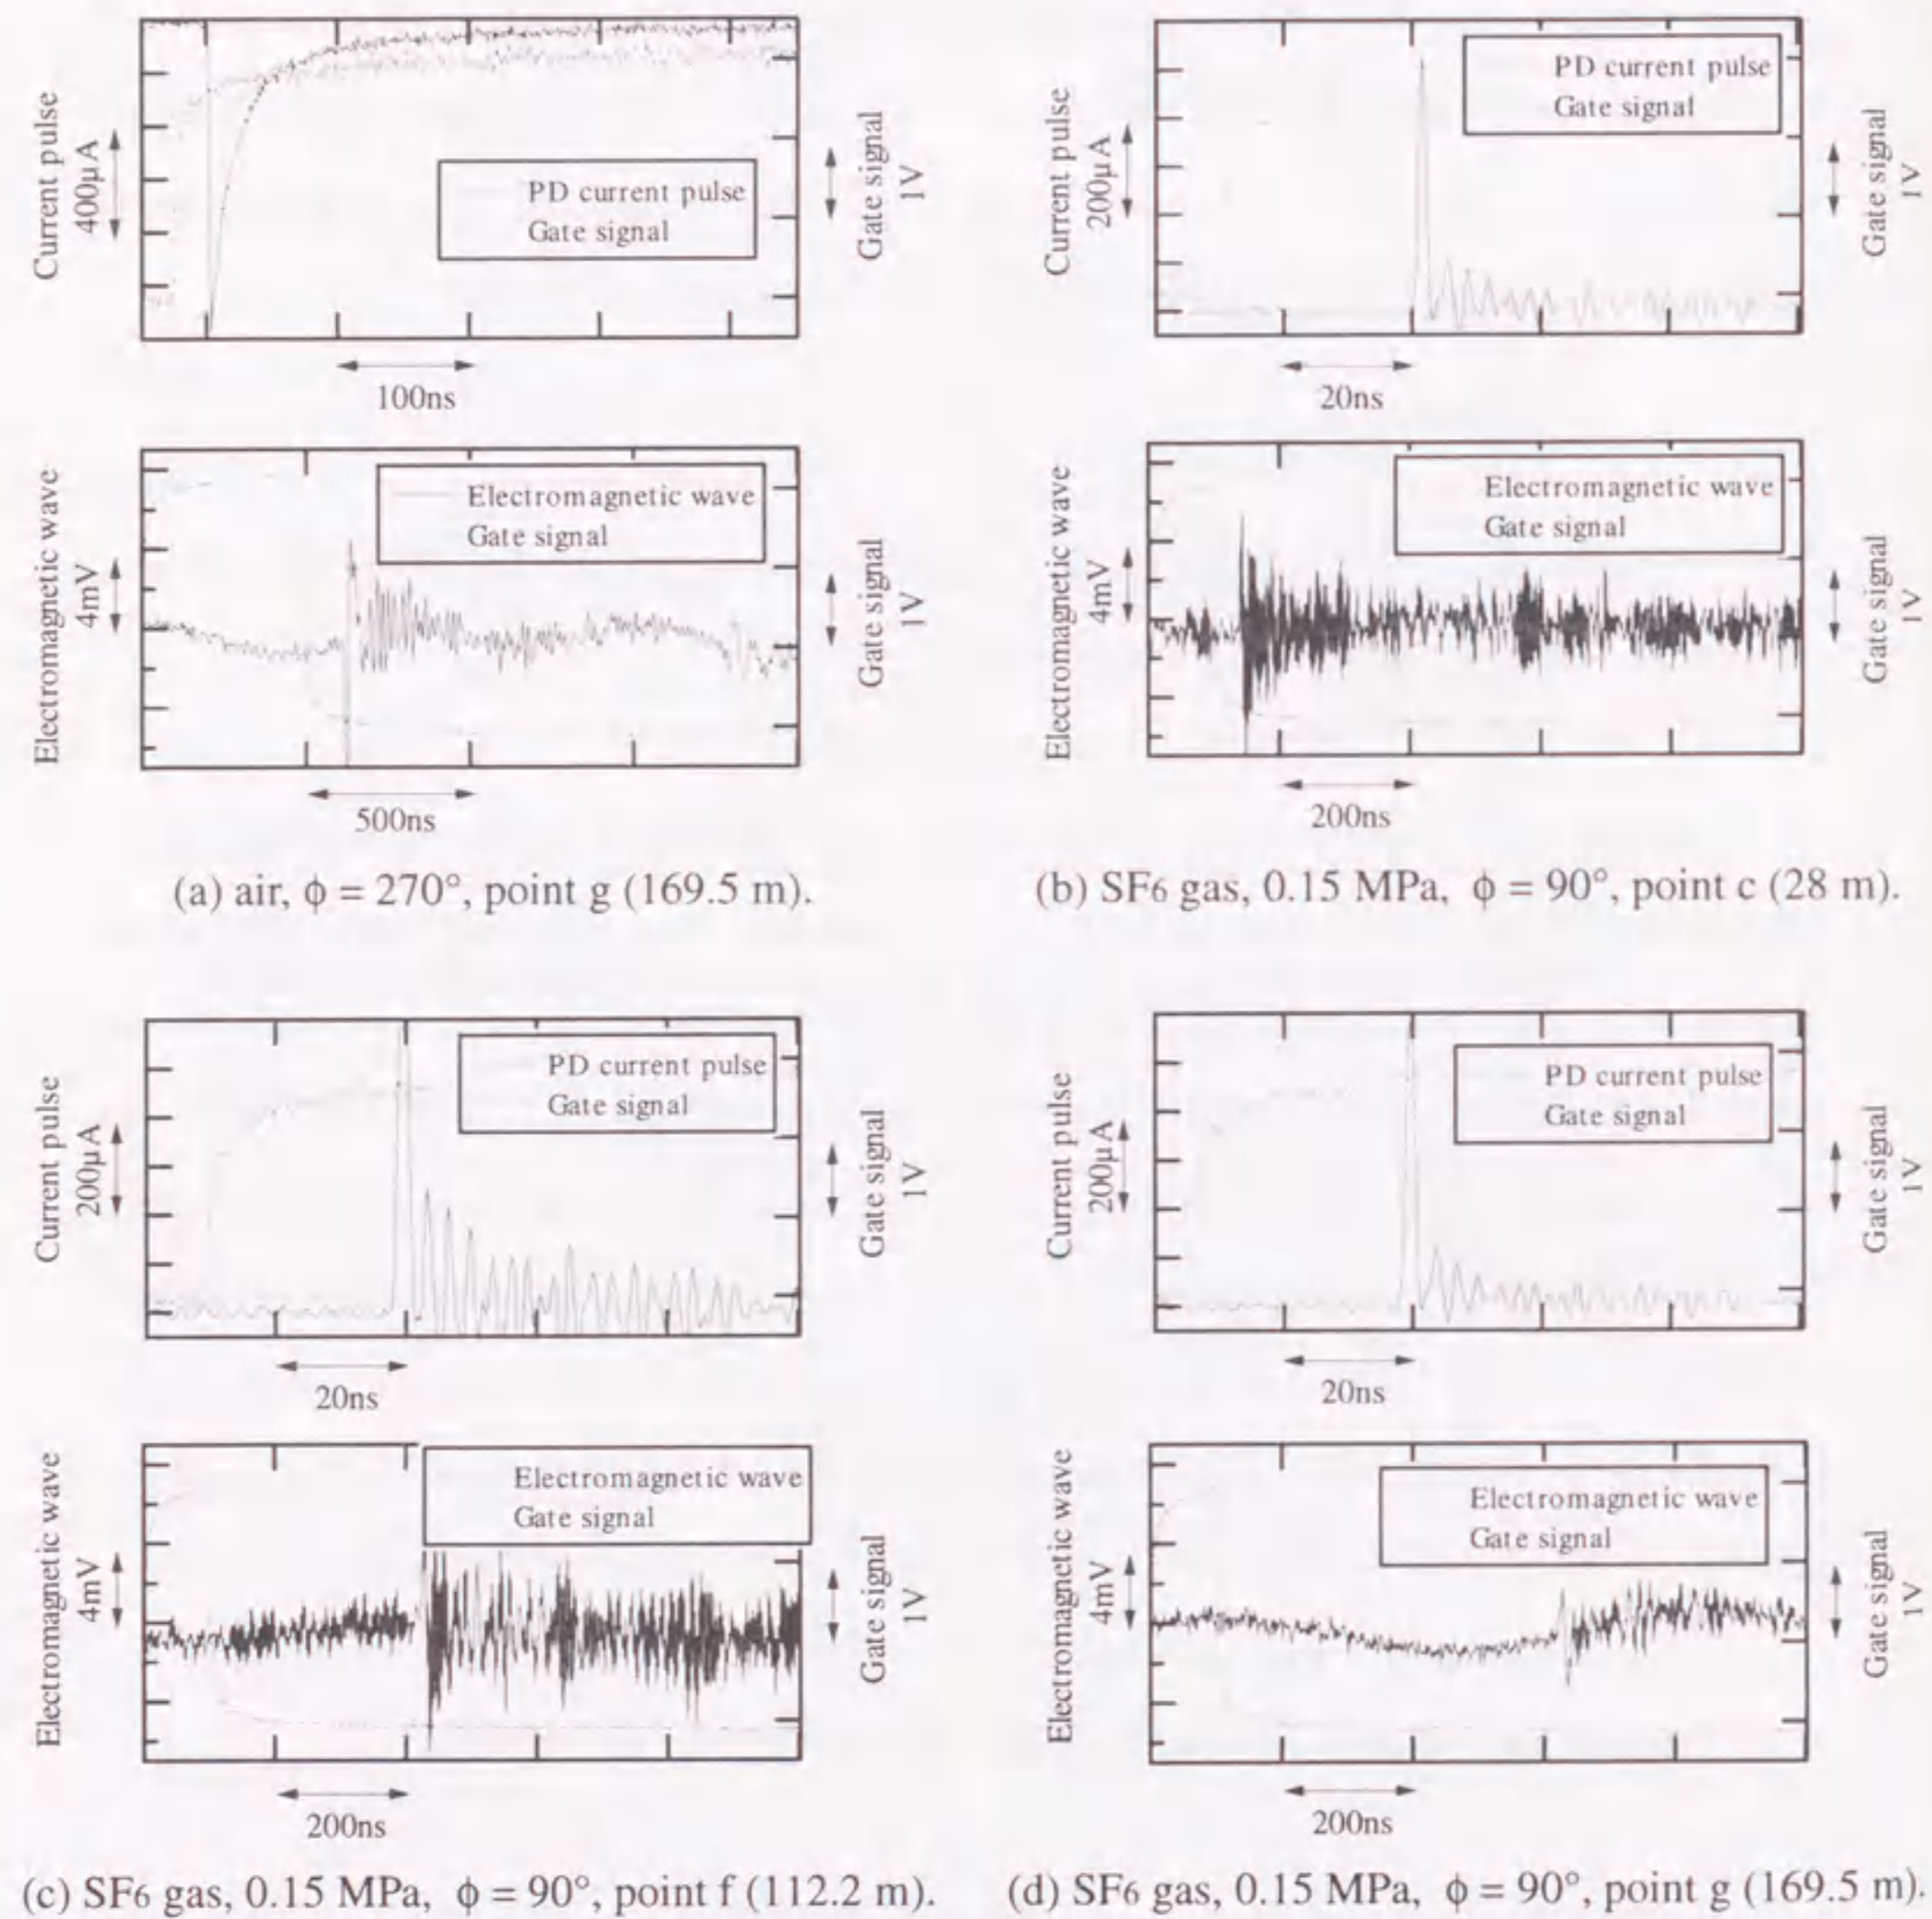 Current pulse
400µA
PD current pulse
Gate signal
Gate signal
1V
100ns
Electromagnetic wave
4mV
Electromagnetic wave
Gate signal
Gate signal
1V
500ns
(a) air, ϕ = 270°, point g (169.5 m).
Current pulse
200µA
PD current pulse
Gate signal
Gate signal
1V
20ns
Electromagnetic wave
4mV
Electromagnetic wave
Gate signal
Gate signal
1V
200ns
(b) SF6 gas, 0.15 MPa, ϕ = 90°, point c (28 m).
Current pulse
200µA
PD current pulse
Gate signal
Gate signal
1V
20ns
Electromagnetic wave
4mV
Electromagnetic wave
Gate signal
Gate signal
1V
200ns
(c) SF6 gas, 0.15 MPa, ϕ = 90°, point f (112.2 m).
Current pulse
200µA
PD current pulse
Gate signal
Gate signal
1V
20ns
Electromagnetic wave
4mV
Electromagnetic wave
Gate signal
Gate signal
1V
200ns
(d) SF6 gas, 0.15 MPa, ϕ = 90°, point g (169.5 m).